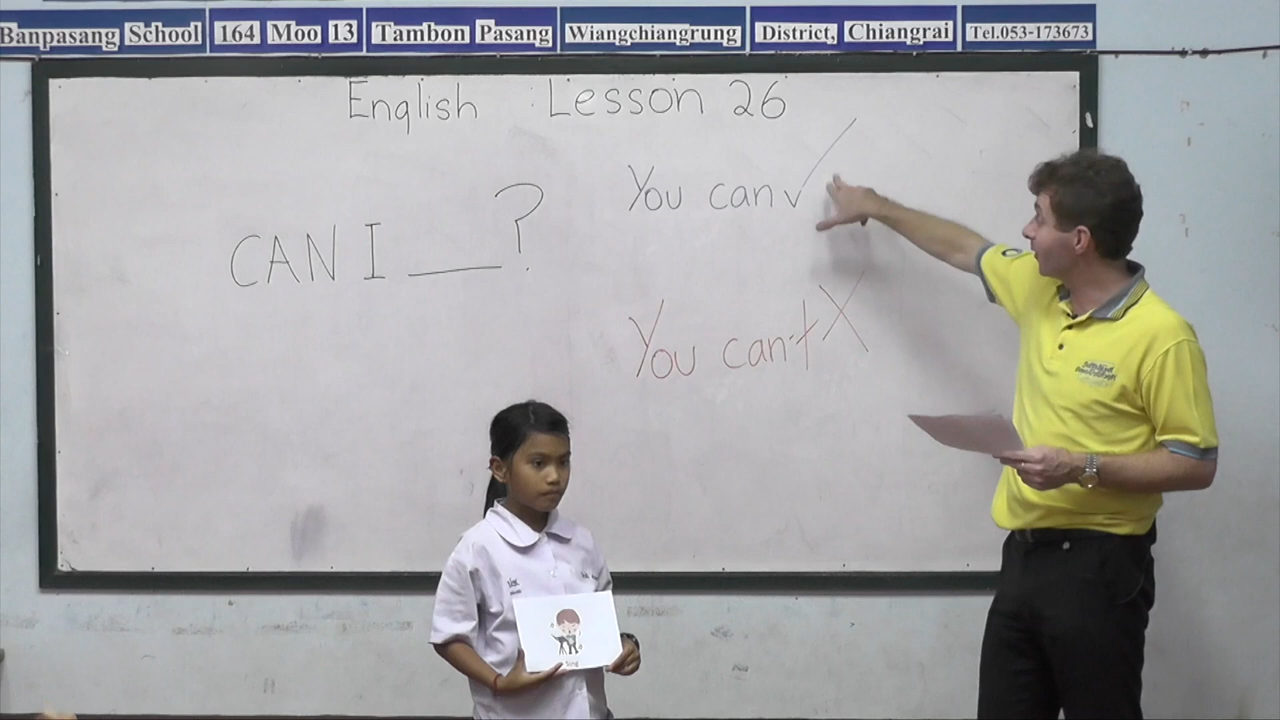 Banpasang School 164 Moo 13 Tambon Pasang Wiangchiangrung District, Chiangrai Tel.053-173673
English Lesson 26
You can ✓
CAN I ___ ?
You can't X
Sing